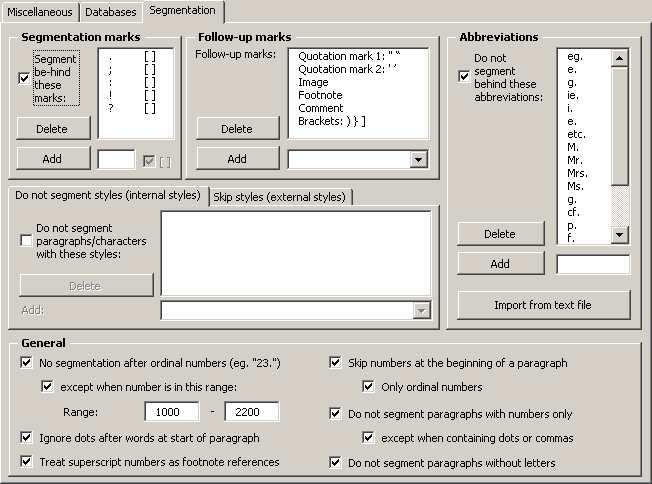 Miscellaneous Databases Segmentation
Segmentation marks
Segment
be-hind
these
marks:
. [ ]
; [ ]
: [ ]
! [ ]
? [ ]
Delete
Add
[ ]
Follow-up marks
Follow-up marks:
Quotation mark 1: " “
Quotation mark 2: ' ’
Image
Footnote
Comment
Brackets: ) } ]
Delete
Add
Abbreviations
Do not
segment
behind these
abbreviations:
eg.
e.
g.
ie.
i.
e.
etc.
M.
Mr.
Mrs.
Ms.
g.
cf.
p.
f.
Delete
Add
Import from text file
Do not segment styles (internal styles) Skip styles (external styles)
Do not segment
paragraphs/characters
with these styles:
Delete
Add:
General
No segmentation after ordinal numbers (eg. "23.")
except when number is in this range:
Range: 1000 - 2200
Ignore dots after words at start of paragraph
Treat superscript numbers as footnote references
Skip numbers at the beginning of a paragraph
Only ordinal numbers
Do not segment paragraphs with numbers only
except when containing dots or commas
Do not segment paragraphs without letters